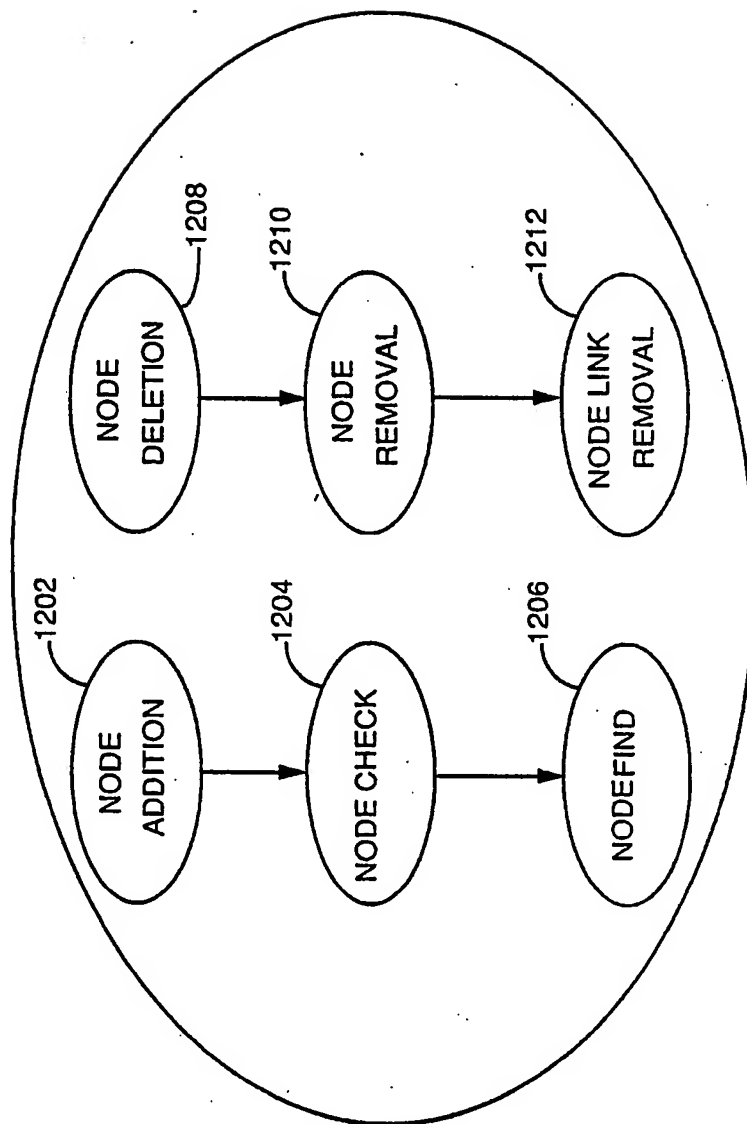 1202
NODE
ADDITION
1204
NODE CHECK
1206
NODEFIND
1208
NODE
DELETION
1210
NODE
REMOVAL
1212
NODE LINK
REMOVAL